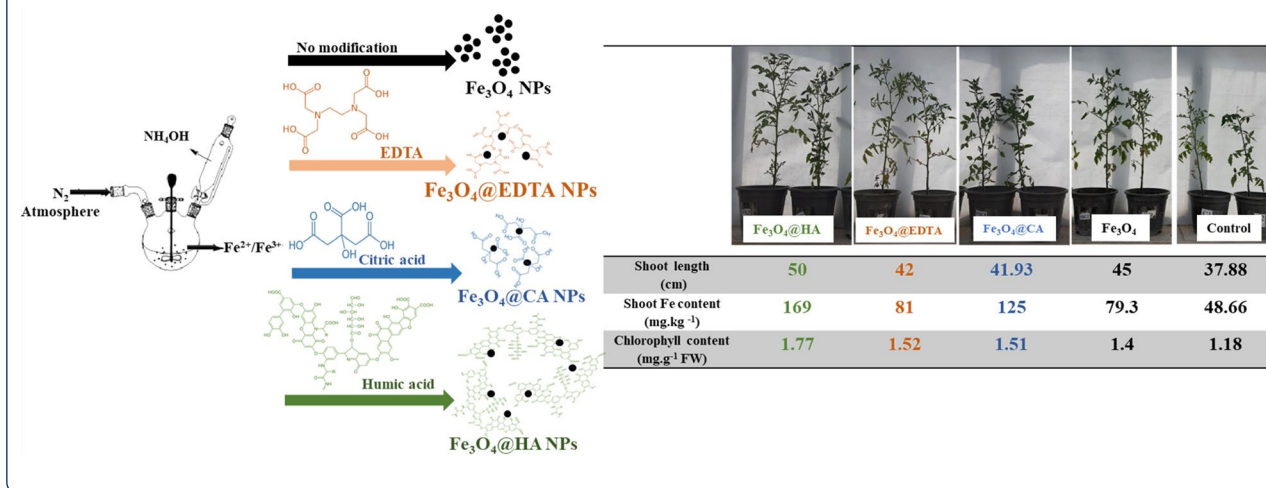 No modification
Fe₃O₄ NPs
NH₄OH
N₂
Atmosphere
Fe²⁺/Fe³⁺
EDTA
Fe₃O₄@EDTA NPs
Citric acid
Fe₃O₄@CA NPs
Humic acid
Fe₃O₄@HA NPs
Fe₃O₄@HA Fe₃O₄@EDTA Fe₃O₄@CA Fe₃O₄ Control
Shoot length (cm) 50 42 41.93 45 37.88
Shoot Fe content (mg.kg⁻¹) 169 81 125 79.3 48.66
Chlorophyll content (mg.g⁻¹ FW) 1.77 1.52 1.51 1.4 1.18